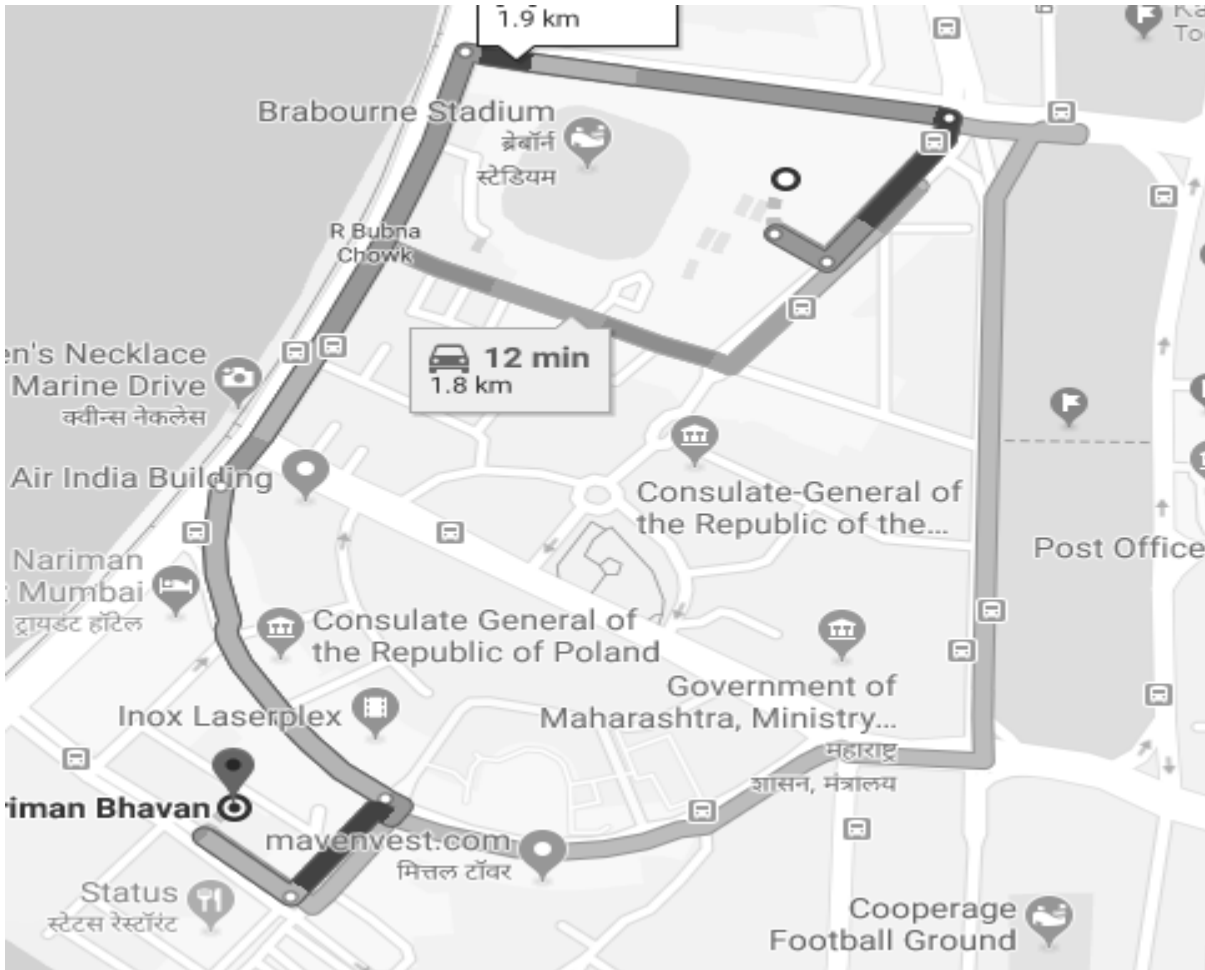 1.9 km
Brabourne Stadium
ब्रेबॉर्न
स्टेडियम
R Bubna
Chowk
en's Necklace
Marine Drive
क्वीन्स नेकलेस
12 min
1.8 km
Air India Building
Consulate-General of
the Republic of the...
Post Office
Nariman
Mumbai
ट्रायडंट हॉटेल
Consulate General of
the Republic of Poland
Government of
Maharashtra, Ministry...
महाराष्ट्र
शासन, मंत्रालय
Inox Laserplex
riman Bhavan
mavenvest.com
मित्तल टॉवर
Status
स्टेटस रेस्टॉरंट
Cooperage
Football Ground